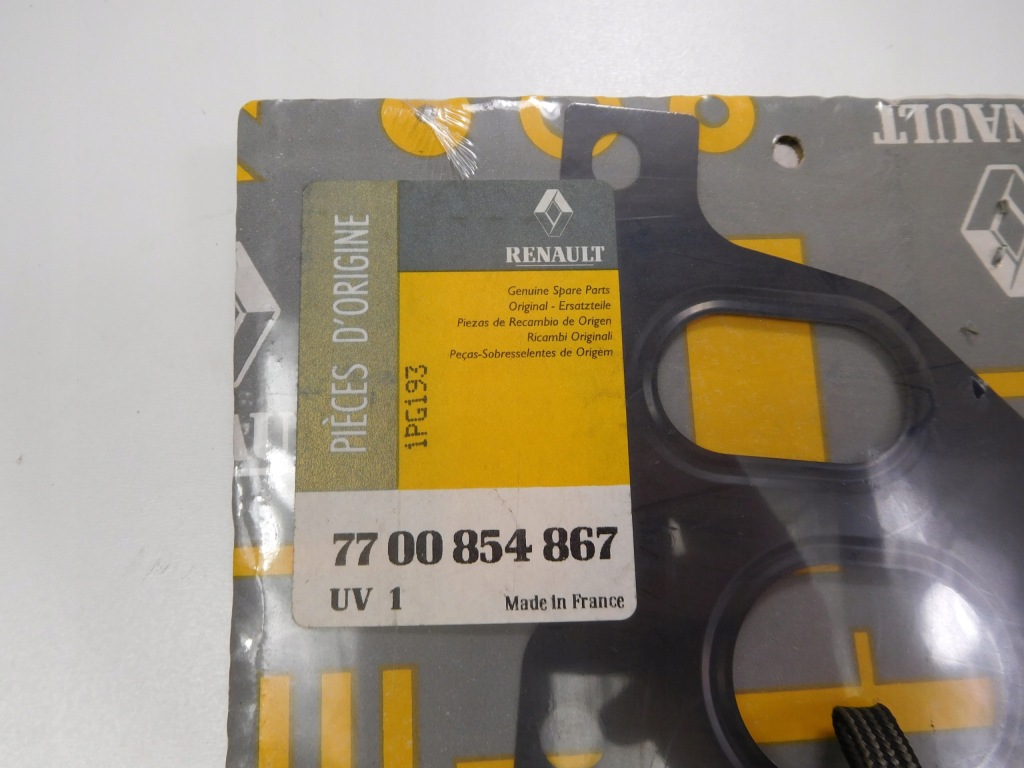 PIÈCES D'ORIGINE
RENAULT
Genuine Spare Parts
Original - Ersatzteile
Piezas de Recambio de Origen
Ricambi Originali
Peças-Sobresselentes de Origem
1PG193
77 00 854 867
UV 1
Made in France
NAULT